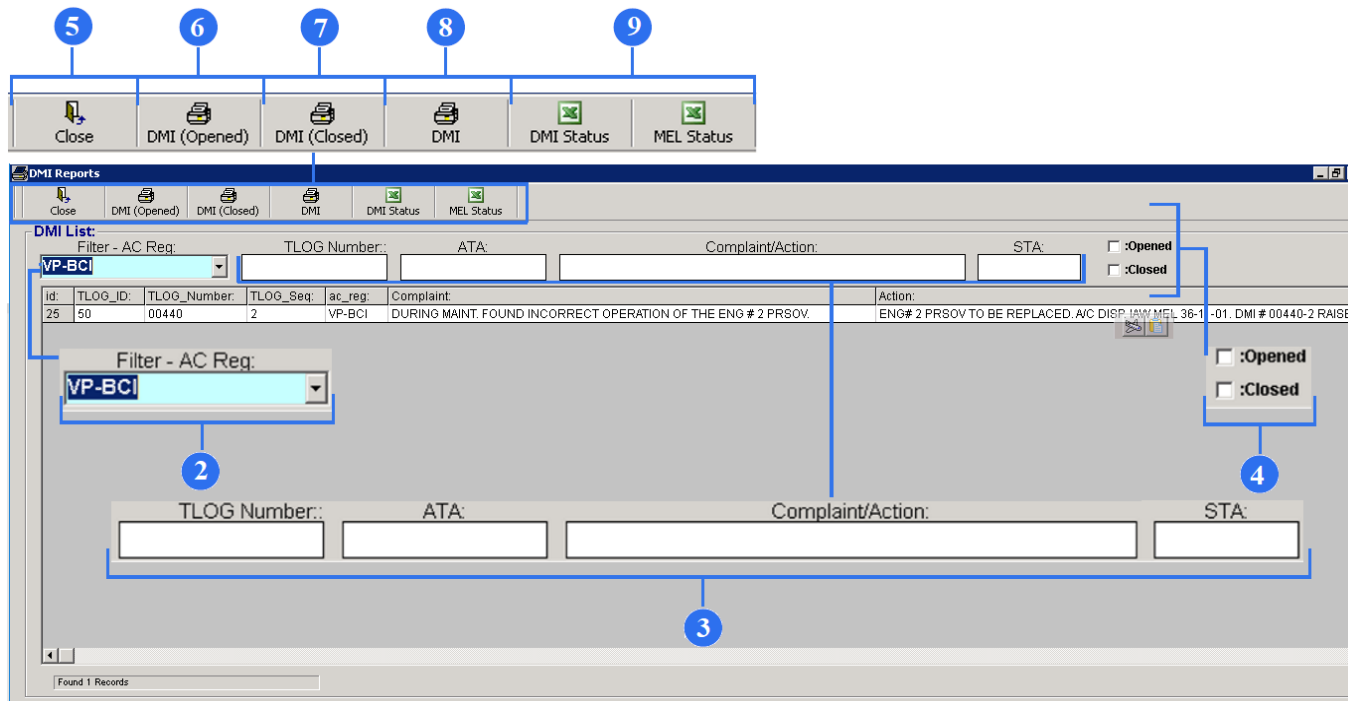 5 6 7 8 9
Close DMI (Opened) DMI (Closed) DMI DMI Status MEL Status
DMI Reports
Close DMI (Opened) DMI (Closed) DMI DMI Status MEL Status
DMI List:
Filter - AC Reg: TLOG Number:: ATA: Complaint/Action: STA: :Opened
VP-BCI :Closed
id: TLOG_ID: TLOG_Number: TLOG_Seq: ac_reg: Complaint: Action:
25 50 00440 2 VP-BCI DURING MAINT. FOUND INCORRECT OPERATION OF THE ENG # 2 PRSOV. ENG# 2 PRSOV TO BE REPLACED. A/C DISP. IAW MEL DMI # 00440-2 RAISE
Filter - AC Reg: :Opened
VP-BCI :Closed
2 4
TLOG Number:: ATA: Complaint/Action: STA:
3
Found 1 Records